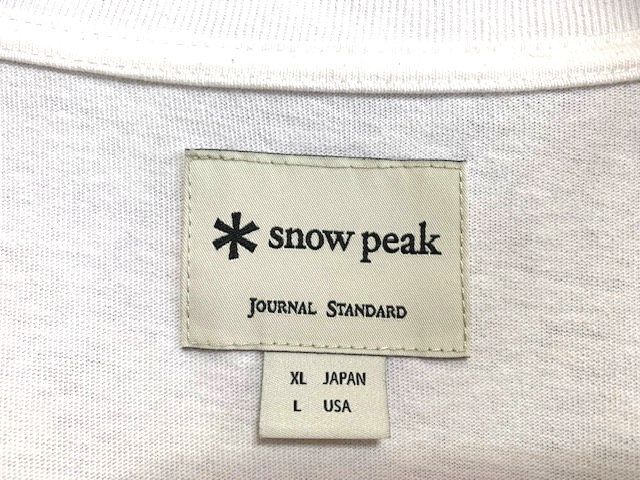 snow peak
JOURNAL STANDARD
XL JAPAN
L USA